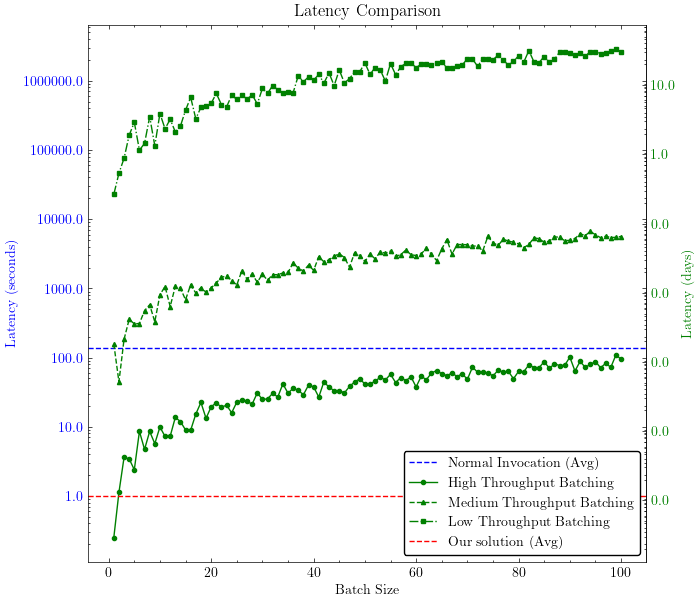 Latency Comparison
1000000.0
100000.0
10000.0
1000.0
100.0
10.0
1.0
Latency (seconds)
10.0
1.0
0.0
0.0
0.0
0.0
0.0
Latency (days)
Normal Invocation (Avg)
High Throughput Batching
Medium Throughput Batching
Low Throughput Batching
Our solution (Avg)
0 20 40 60 80 100
Batch Size